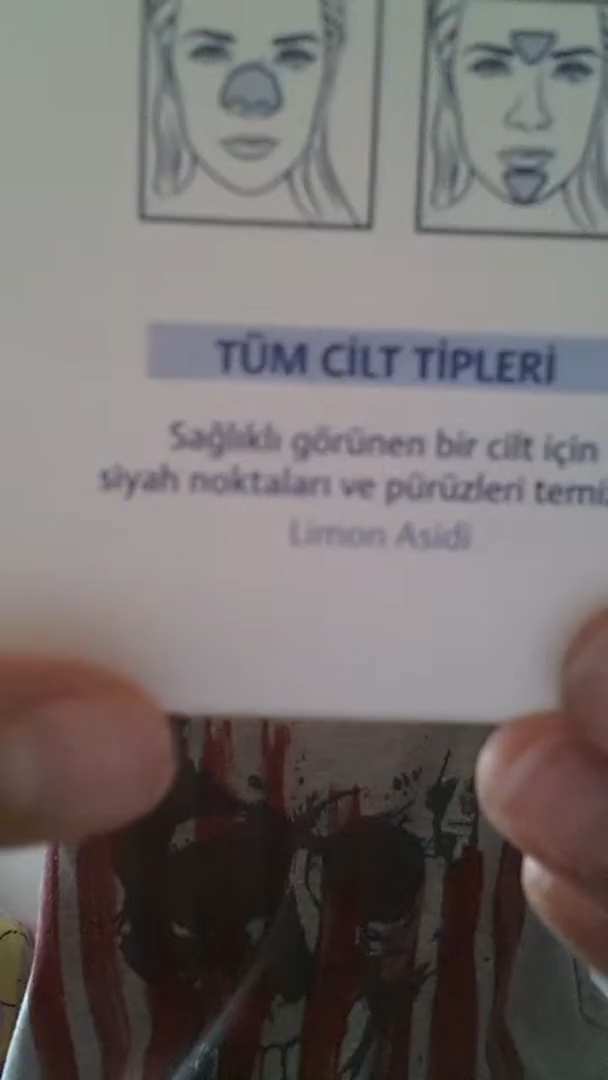 TÜM CİLT TİPLERİ
Sağlıklı görünen bir cilt için
siyah noktaları ve pürüzleri
Limon Asidi